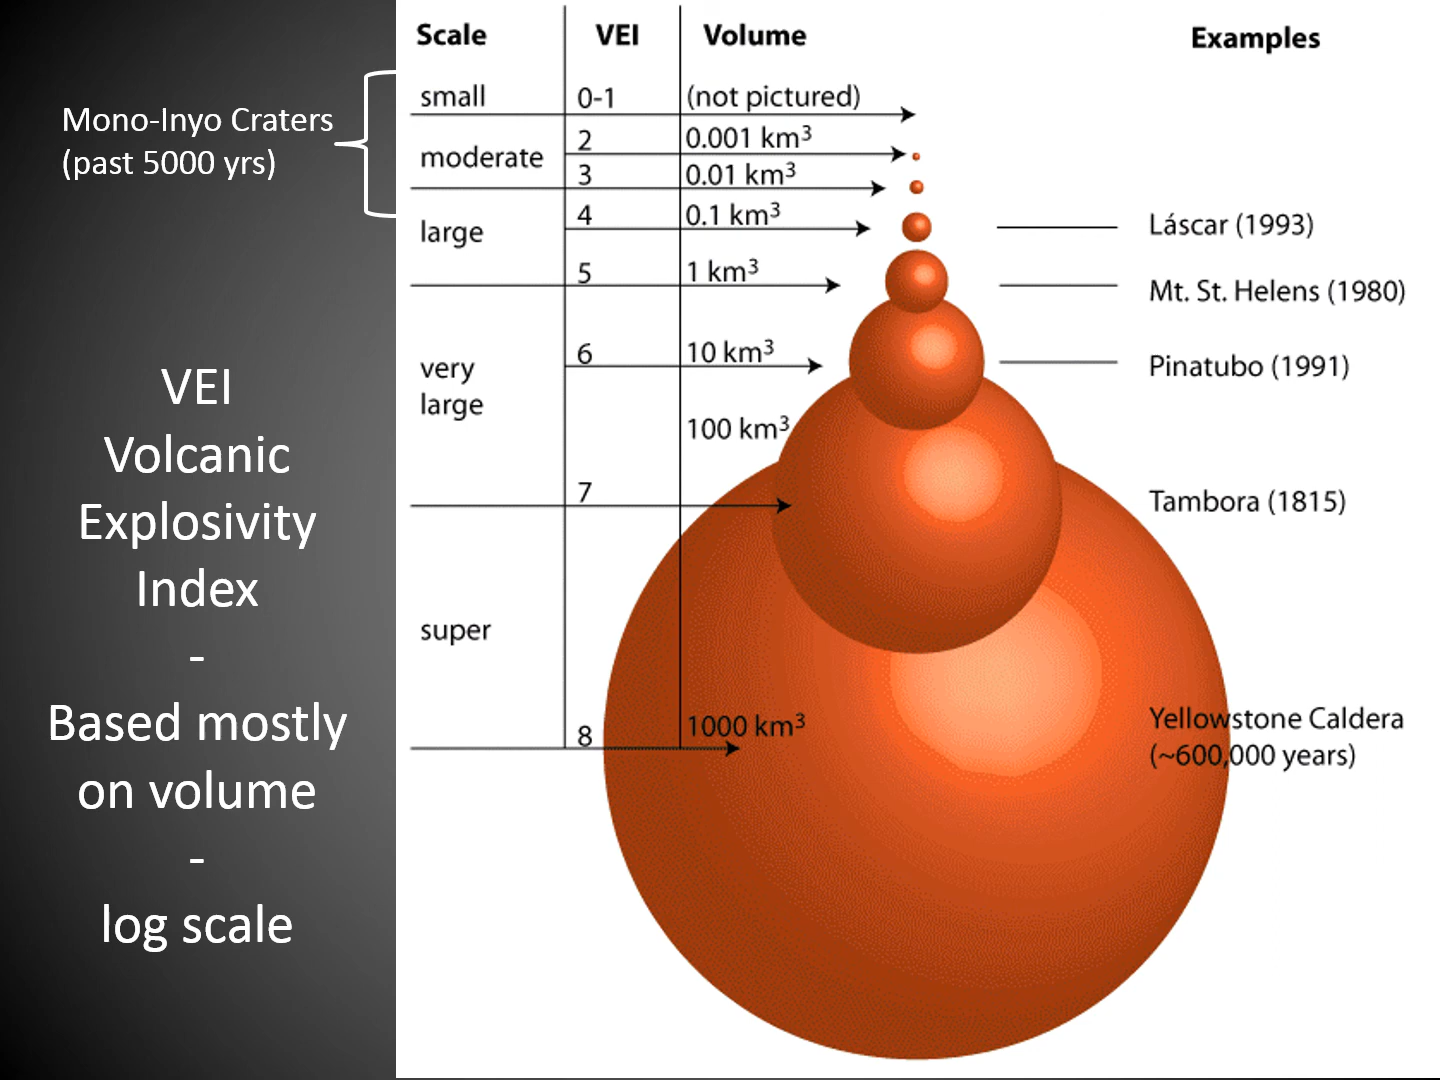 Mono-Inyo Craters
(past 5000 yrs)
VEI
Volcanic
Explosivity
Index
-
Based mostly
on volume
-
log scale
Scale VEI Volume Examples
small 0-1 (not pictured)
moderate
2 0.001 km³
3 0.01 km³
large
4 0.1 km³ Láscar (1993)
5 1 km³ Mt. St. Helens (1980)
very
large
6 10 km³ Pinatubo (1991)
100 km³
7 Tambora (1815)
super
8 1000 km³ Yellowstone Caldera
(~600,000 years)